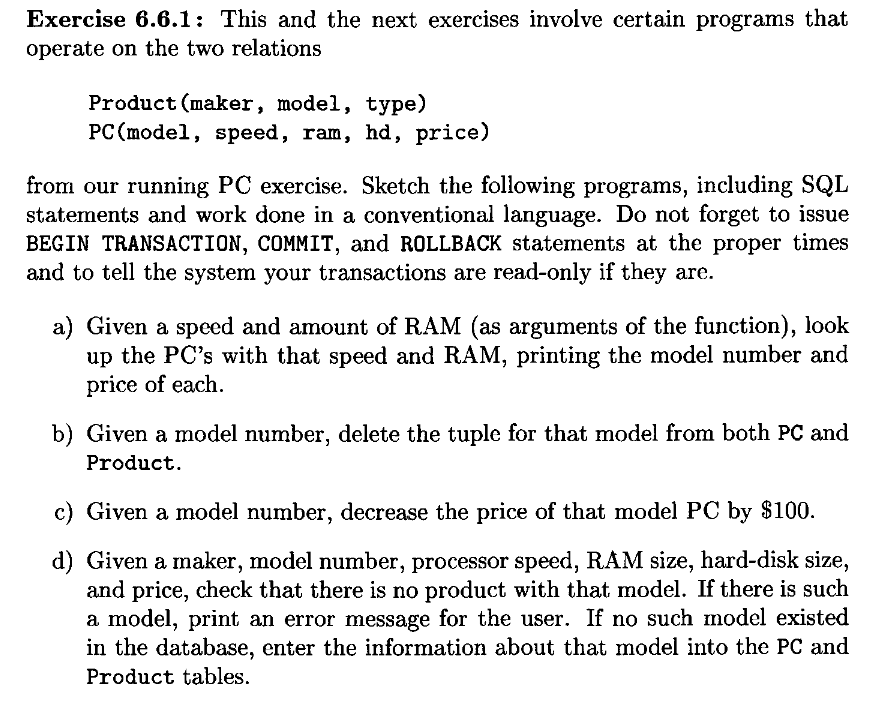 Exercise 6.6.1: This and the next exercises involve certain programs that
operate on the two relations
Product(maker, model, type)
PC(model, speed, ram, hd, price)
from our running PC exercise. Sketch the following programs, including SQL
statements and work done in a conventional language. Do not forget to issue
BEGIN TRANSACTION, COMMIT, and ROLLBACK statements at the proper times
and to tell the system your transactions are read-only if they are.
a) Given a speed and amount of RAM (as arguments of the function), look
up the PC's with that speed and RAM, printing the model number and
price of each.
b) Given a model number, delete the tuple for that model from both PC and
Product.
c) Given a model number, decrease the price of that model PC by $100.
d) Given a maker, model number, processor speed, RAM size, hard-disk size,
and price, check that there is no product with that model. If there is such
a model, print an error message for the user. If no such model existed
in the database, enter the information about that model into the PC and
Product tables.